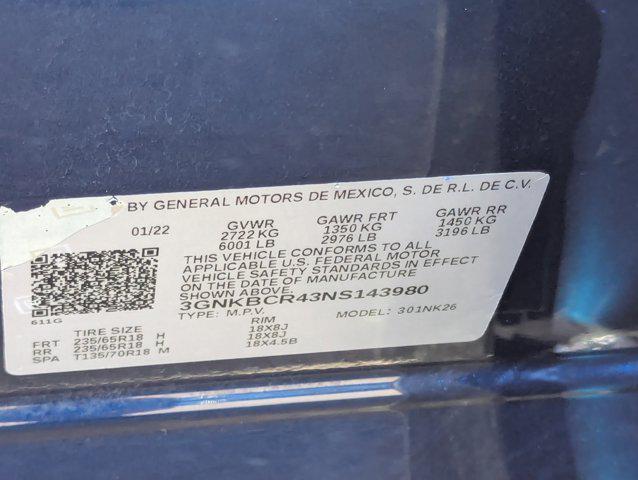 BY GENERAL MOTORS DE MEXICO, S. DE R.L. DE C.V.
01/22 GVWR GAWR FRT GAWR RR
2722 KG 1350 KG 1450 KG
6001 LB 2976 LB 3196 LB
THIS VEHICLE CONFORMS TO ALL
APPLICABLE U.S. FEDERAL MOTOR
VEHICLE SAFETY STANDARDS IN EFFECT
ON THE DATE OF MANUFACTURE
SHOWN ABOVE.
3GNKBCR43NS143980
TYPE: M.P.V. MODEL: 301NK26
611G
TIRE SIZE RIM
FRT 235/65R18 H 18X8J
RR 235/65R18 H 18X8J
SPA T135/70R18 M 18X4.5B